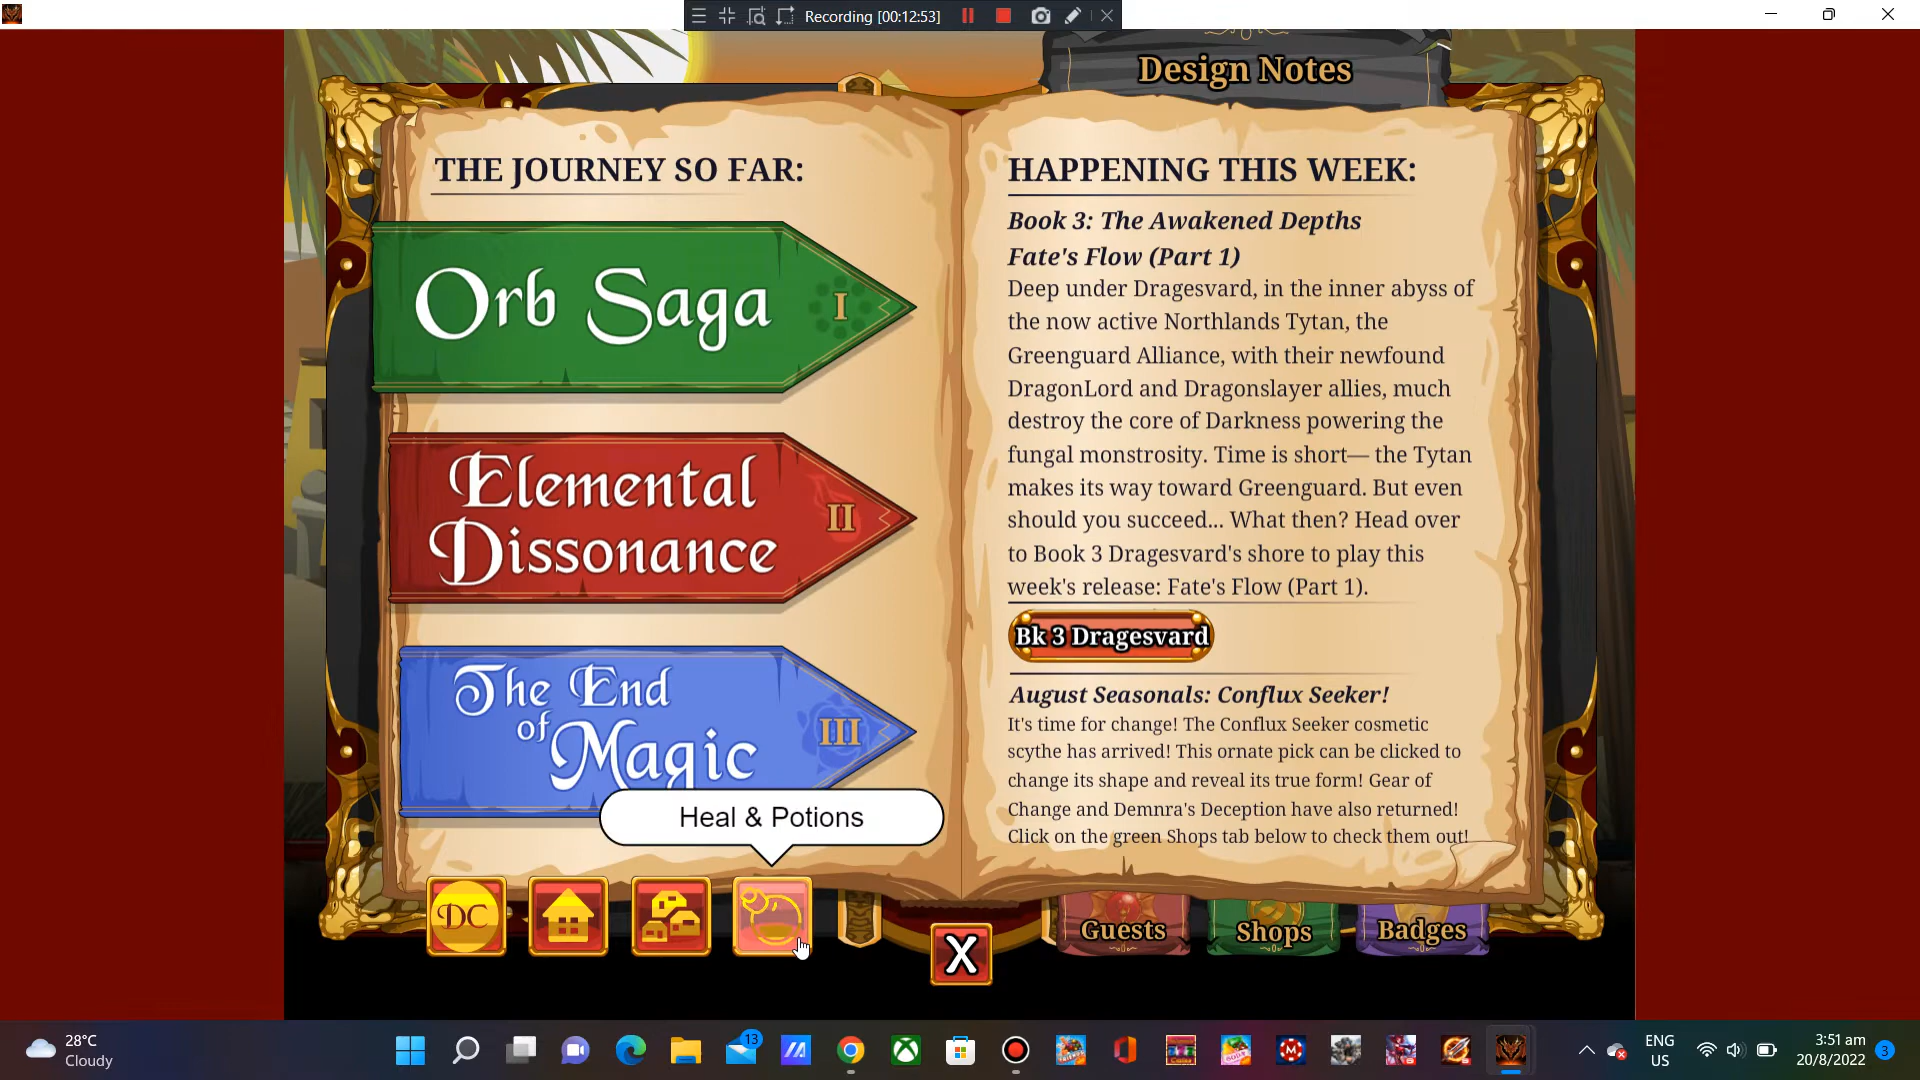 Recording [00:12:53]
Design Notes
THE JOURNEY SO FAR:
Orb Saga I
Elemental
Dissonance
II
The End
of
Magic
III
Heal & Potions
DC
X
HAPPENING THIS WEEK:
Book 3: The Awakened Depths
Fate's Flow (Part 1)
Deep under Dragesvard, in the inner abyss of
the now active Northlands Tytan, the
Greenguard Alliance, with their newfound
DragonLord and Dragonslayer allies, much
destroy the core of Darkness powering the
fungal monstrosity. Time is short— the Tytan
makes its way toward Greenguard. But even
should you succeed... What then? Head over
to Book 3 Dragesvard's shore to play this
week's release: Fate's Flow (Part 1).
Bk 3 Dragesvard
August Seasonals: Conflux Seeker!
It's time for change! The Conflux Seeker cosmetic
scythe has arrived! This ornate pick can be clicked to
change its shape and reveal its true form! Gear of
Change and Demnra's Deception have also returned!
Click on the green Shops tab below to check them out!
Guests
Shops
Badges
28°C
Cloudy
13
ENG
US
3:51 am
20/8/2022
3